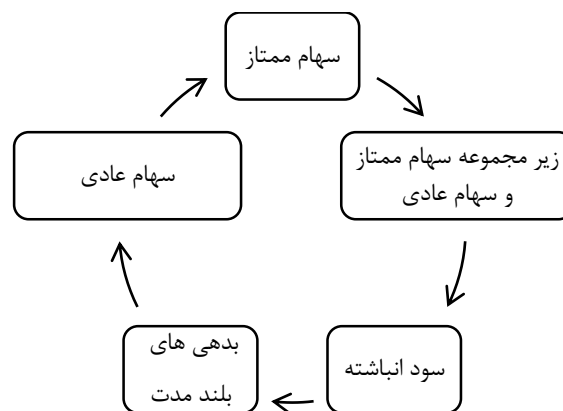 سهام ممتاز
زیر مجموعه سهام ممتاز
و سهام عادی
سود انباشته
بدهی های
بلند مدت
سهام عادی